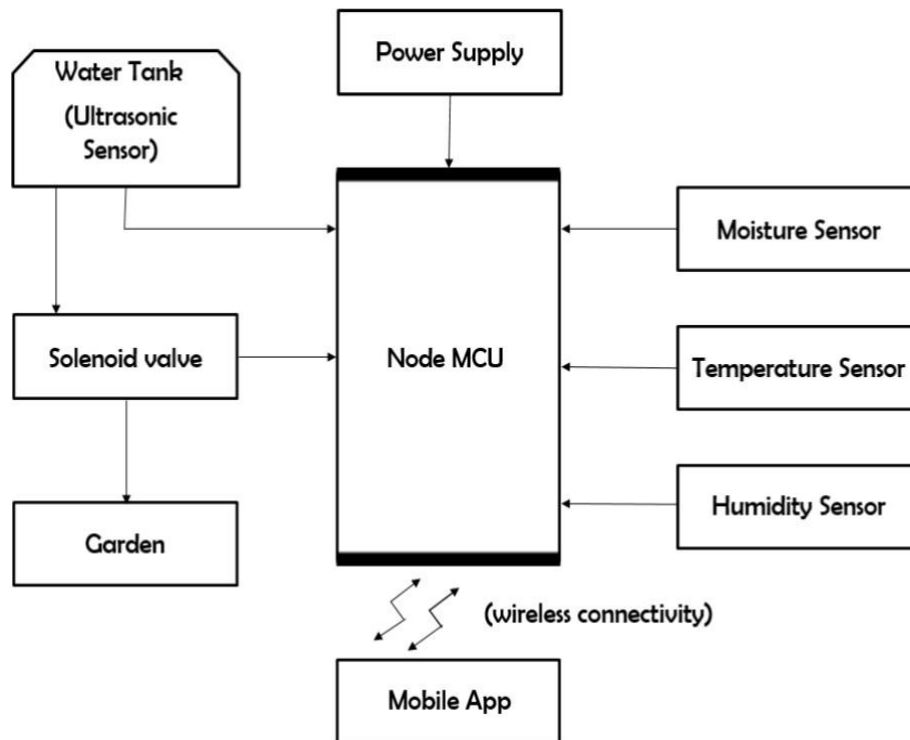 Power Supply
Water Tank
(Ultrasonic
Sensor)
Moisture Sensor
Solenoid valve
Node MCU
Temperature Sensor
Garden
Humidity Sensor
(wireless connectivity)
Mobile App